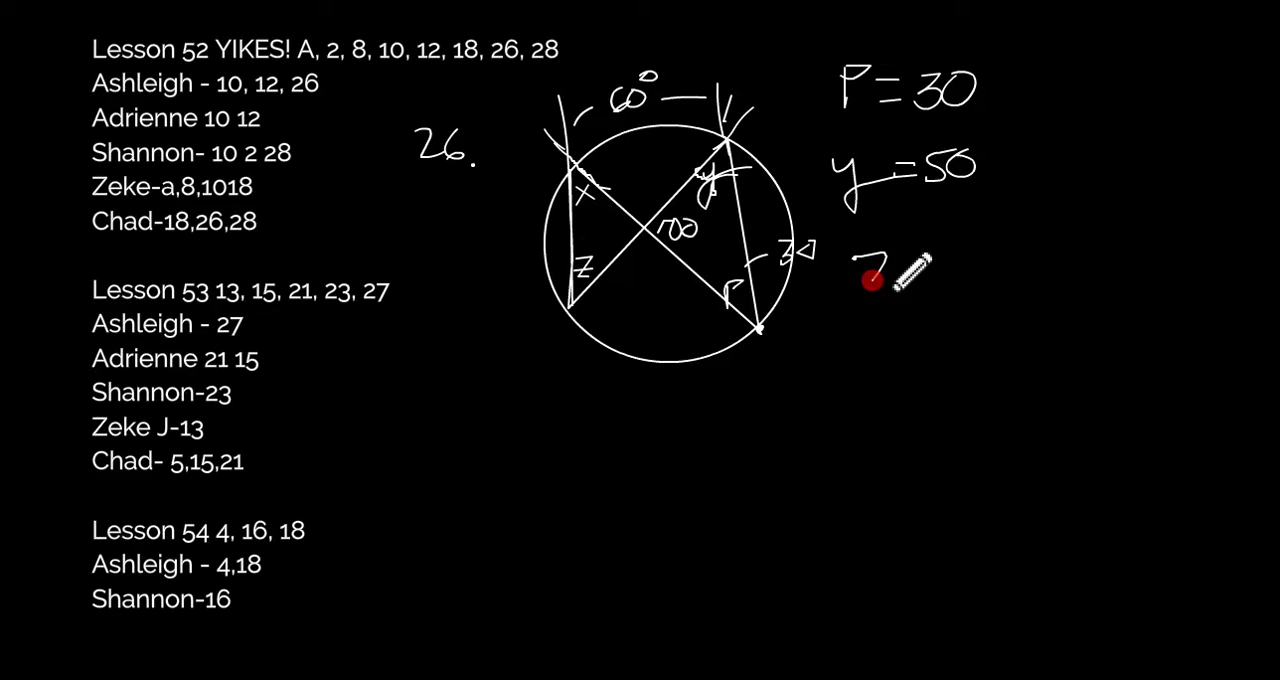 Lesson 52 YIKES! A, 2, 8, 10, 12, 18, 26, 28
Ashleigh - 10, 12, 26
Adrienne 10 12
Shannon- 10 2 28
Zeke-a,8,1018
Chad-18,26,28
Lesson 53 13, 15, 21, 23, 27
Ashleigh - 27
Adrienne 21 15
Shannon-23
Zeke J-13
Chad- 5,15,21
Lesson 54 4, 16, 18
Ashleigh - 4,18
Shannon-16
26.
60°
x
y
100
z
30
P
P = 30
y = 50